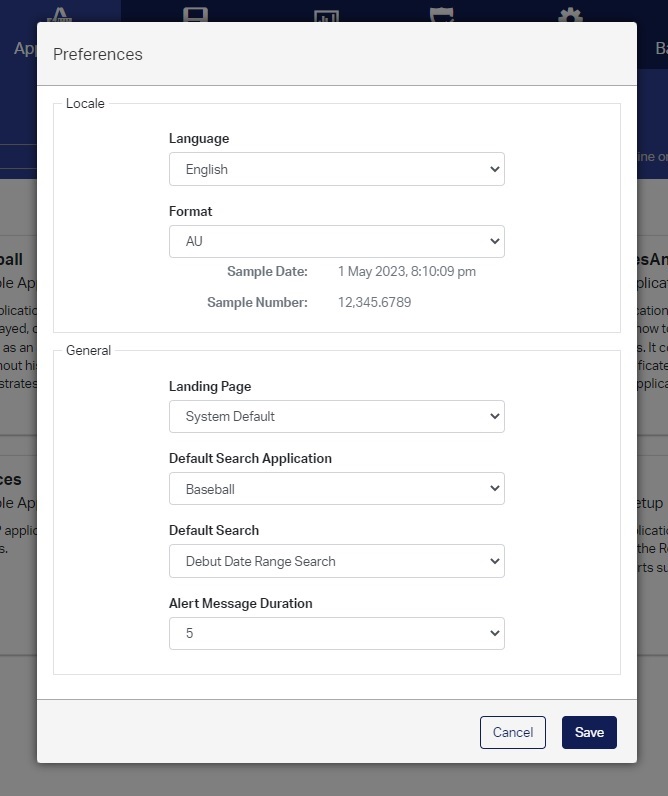 Preferences
Locale
Language
English
Format
AU
Sample Date: 1 May 2023, 8:10:09 pm
Sample Number: 12,345.6789
General
Landing Page
System Default
Default Search Application
Baseball
Default Search
Debut Date Range Search
Alert Message Duration
5
Cancel Save